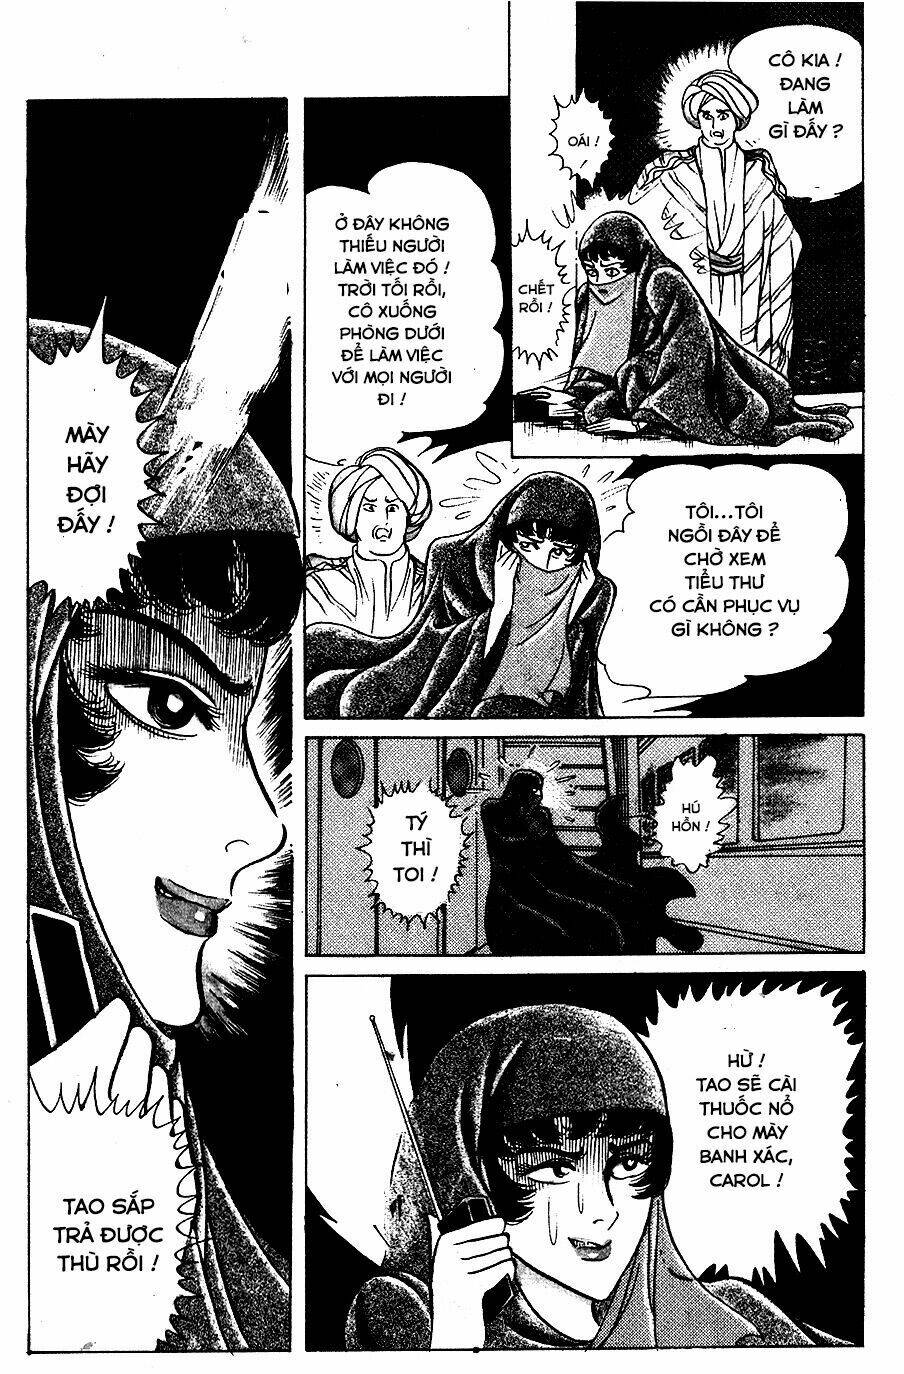 CÔ KIA !
ĐANG
LÀM
GÌ ĐẤY ?
OÁI !
CHẾT
RỒI !
Ở ĐÂY KHÔNG
THIẾU NGƯỜI
LÀM VIỆC ĐÓ !
TRỜI TỐI RỒI,
CÔ XUỐNG
PHÒNG DƯỚI
ĐỂ LÀM VIỆC
VỚI MỌI NGƯỜI
ĐI !
TÔI...TÔI
NGỒI ĐÂY ĐỂ
CHỜ XEM
TIỂU THƯ
CÓ CẦN PHỤC VỤ
GÌ KHÔNG ?
HÚ
HỒN !
TÝ
THÌ
TOI !
HỪ !
TAO SẼ CÀI
THUỐC NỔ
CHO MÀY
BANH XÁC,
CAROL !
MÀY
HÃY
ĐỢI
ĐẤY !
TAO SẮP
TRẢ ĐƯỢC
THÙ RỒI !